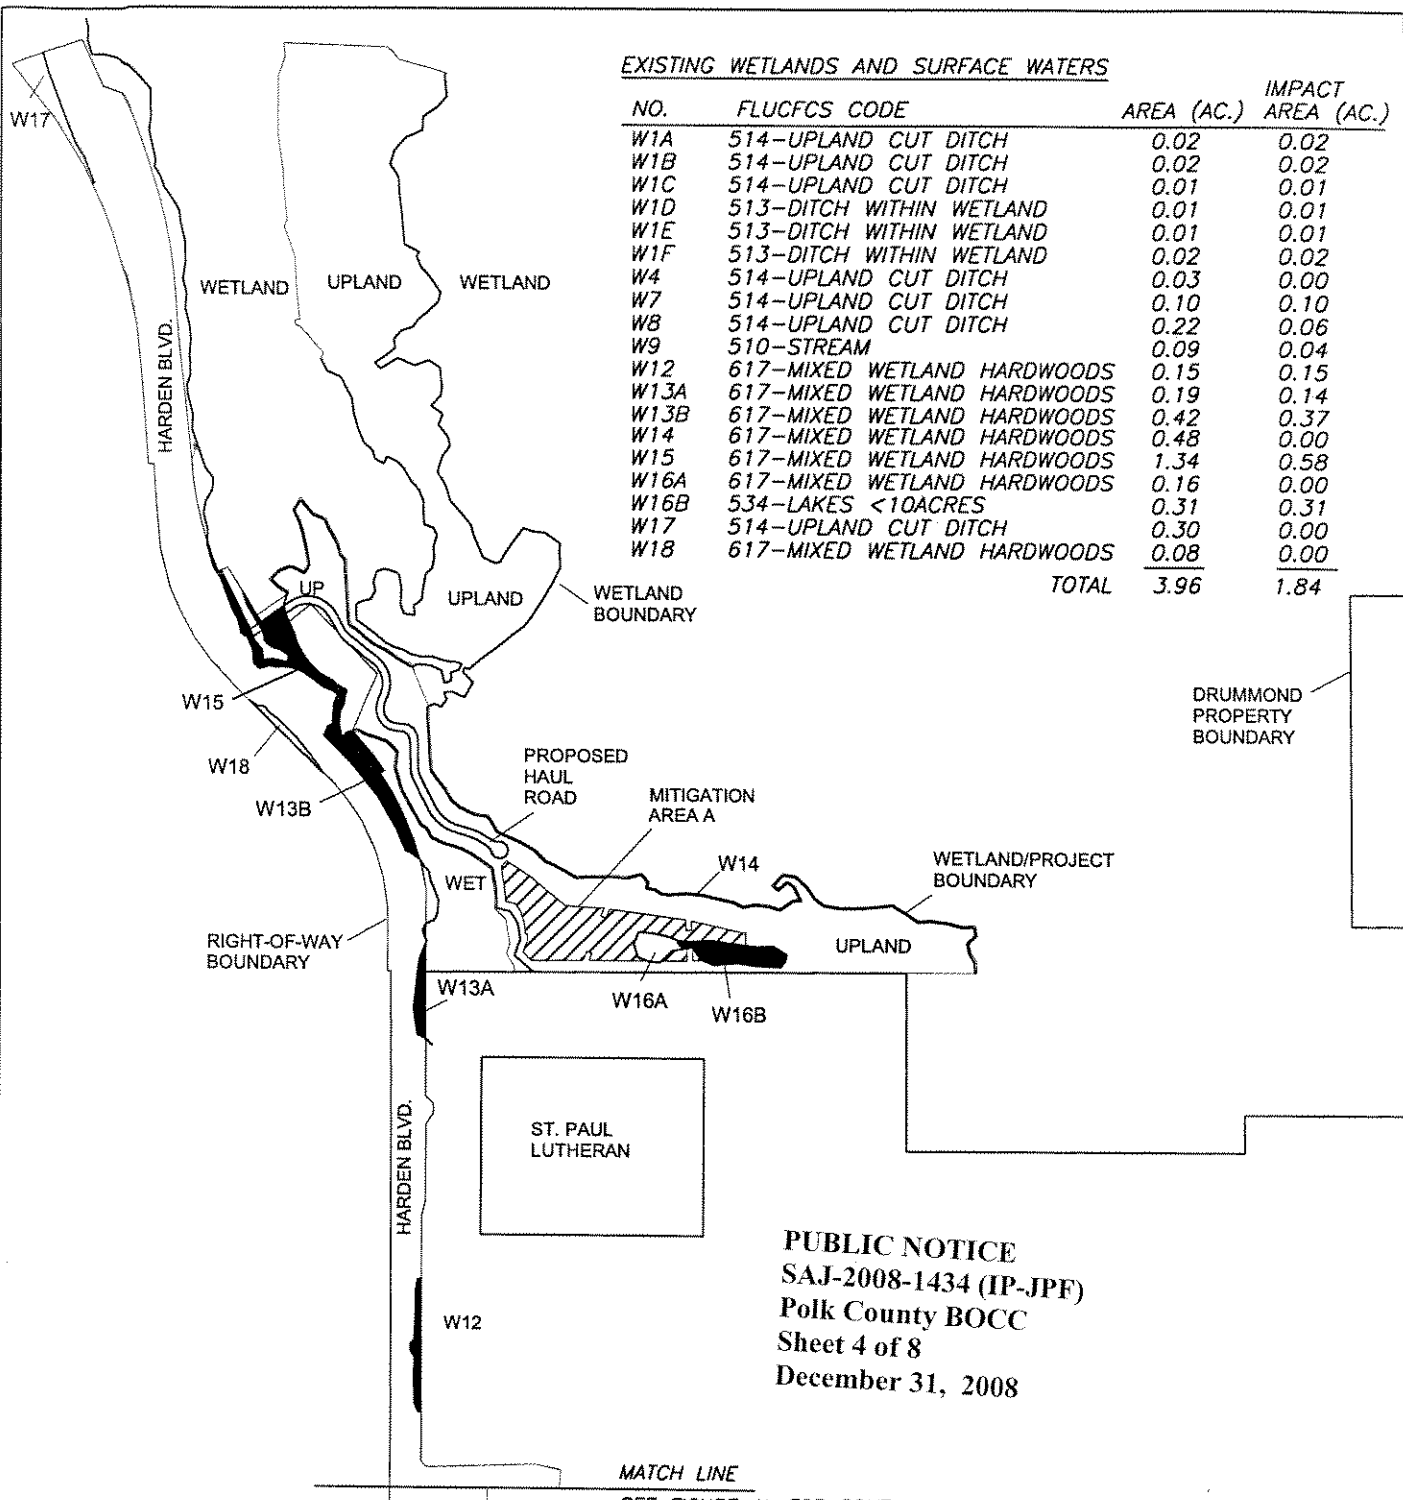 EXISTING WETLANDS AND SURFACE WATERS
NO. FLUCFCS CODE AREA (AC.) IMPACT AREA (AC.)
W1A 514-UPLAND CUT DITCH 0.02 0.02
W1B 514-UPLAND CUT DITCH 0.02 0.02
W1C 514-UPLAND CUT DITCH 0.01 0.01
W1D 513-DITCH WITHIN WETLAND 0.01 0.01
W1E 513-DITCH WITHIN WETLAND 0.01 0.01
W1F 513-DITCH WITHIN WETLAND 0.02 0.02
W4 514-UPLAND CUT DITCH 0.03 0.00
W7 514-UPLAND CUT DITCH 0.10 0.10
W8 514-UPLAND CUT DITCH 0.22 0.06
W9 510-STREAM 0.09 0.04
W12 617-MIXED WETLAND HARDWOODS 0.15 0.15
W13A 617-MIXED WETLAND HARDWOODS 0.19 0.14
W13B 617-MIXED WETLAND HARDWOODS 0.42 0.37
W14 617-MIXED WETLAND HARDWOODS 0.48 0.00
W15 617-MIXED WETLAND HARDWOODS 1.34 0.58
W16A 617-MIXED WETLAND HARDWOODS 0.16 0.00
W16B 534-LAKES <10ACRES 0.31 0.31
W17 514-UPLAND CUT DITCH 0.30 0.00
W18 617-MIXED WETLAND HARDWOODS 0.08 0.00
TOTAL 3.96 1.84
W17
WETLAND
UPLAND
WETLAND
HARDEN BLVD.
UP
UPLAND
WETLAND
BOUNDARY
W15
W18
W13B
DRUMMOND
PROPERTY
BOUNDARY
PROPOSED
HAUL
ROAD
MITIGATION
AREA A
W14
WETLAND/PROJECT
BOUNDARY
WET
RIGHT-OF-WAY
BOUNDARY
UPLAND
W13A
W16A
W16B
HARDEN BLVD.
ST. PAUL
LUTHERAN
W12
PUBLIC NOTICE
SAJ-2008-1434 (IP-JPF)
Polk County BOCC
Sheet 4 of 8
December 31, 2008
MATCH LINE